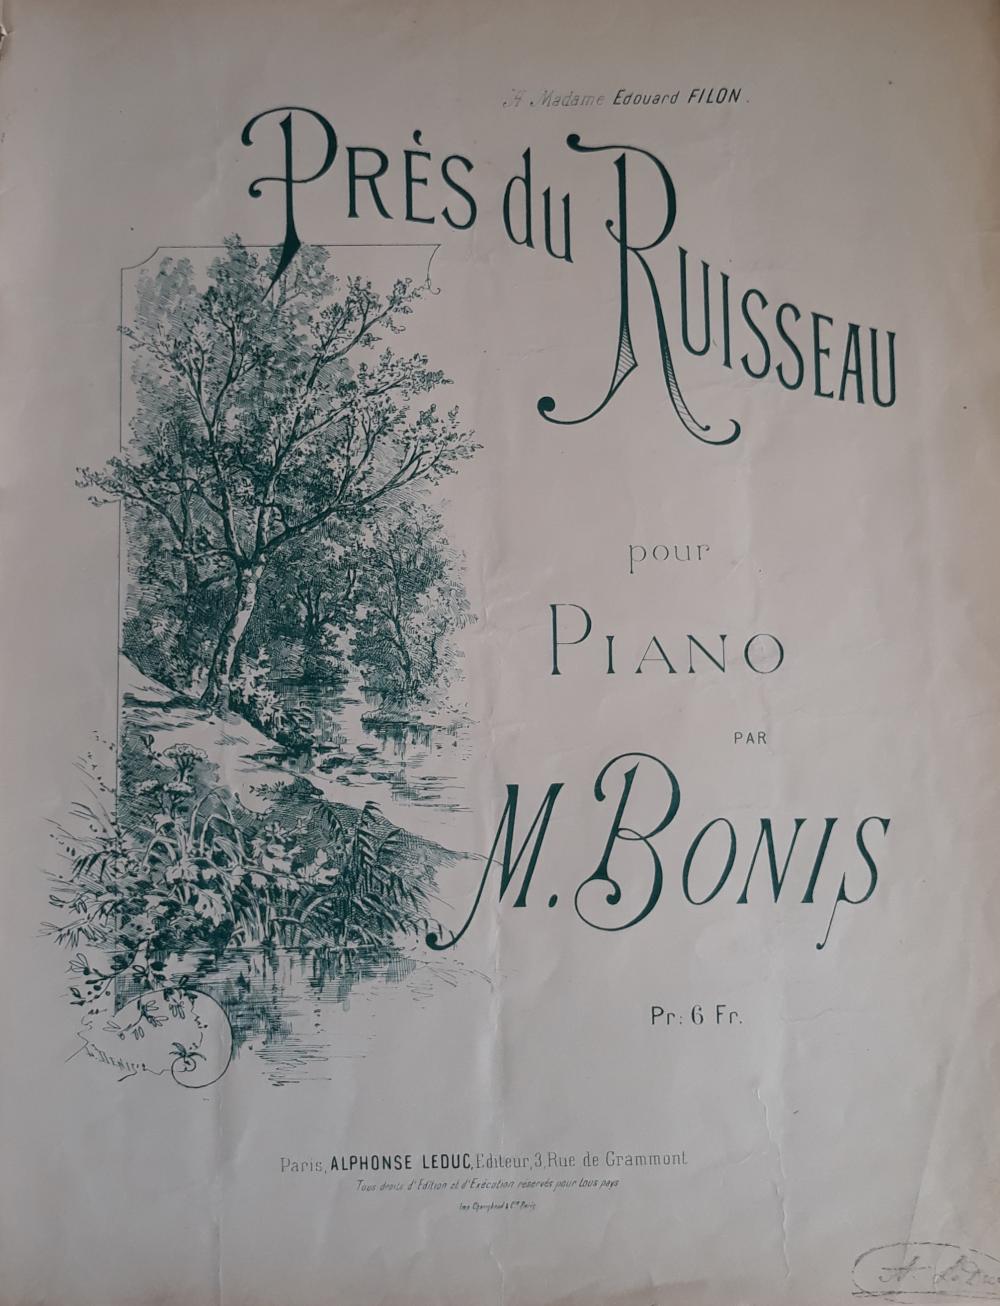 A Madame Edouard FILON.
PRÈS du RUISSEAU
pour
PIANO
PAR
M. BONIS
Pr: 6 Fr.
Paris, ALPHONSE LEDUC, Editeur, 3, Rue de Grammont
Tous droits d'Edition et d'Exécution réservés pour tous pays
Paris